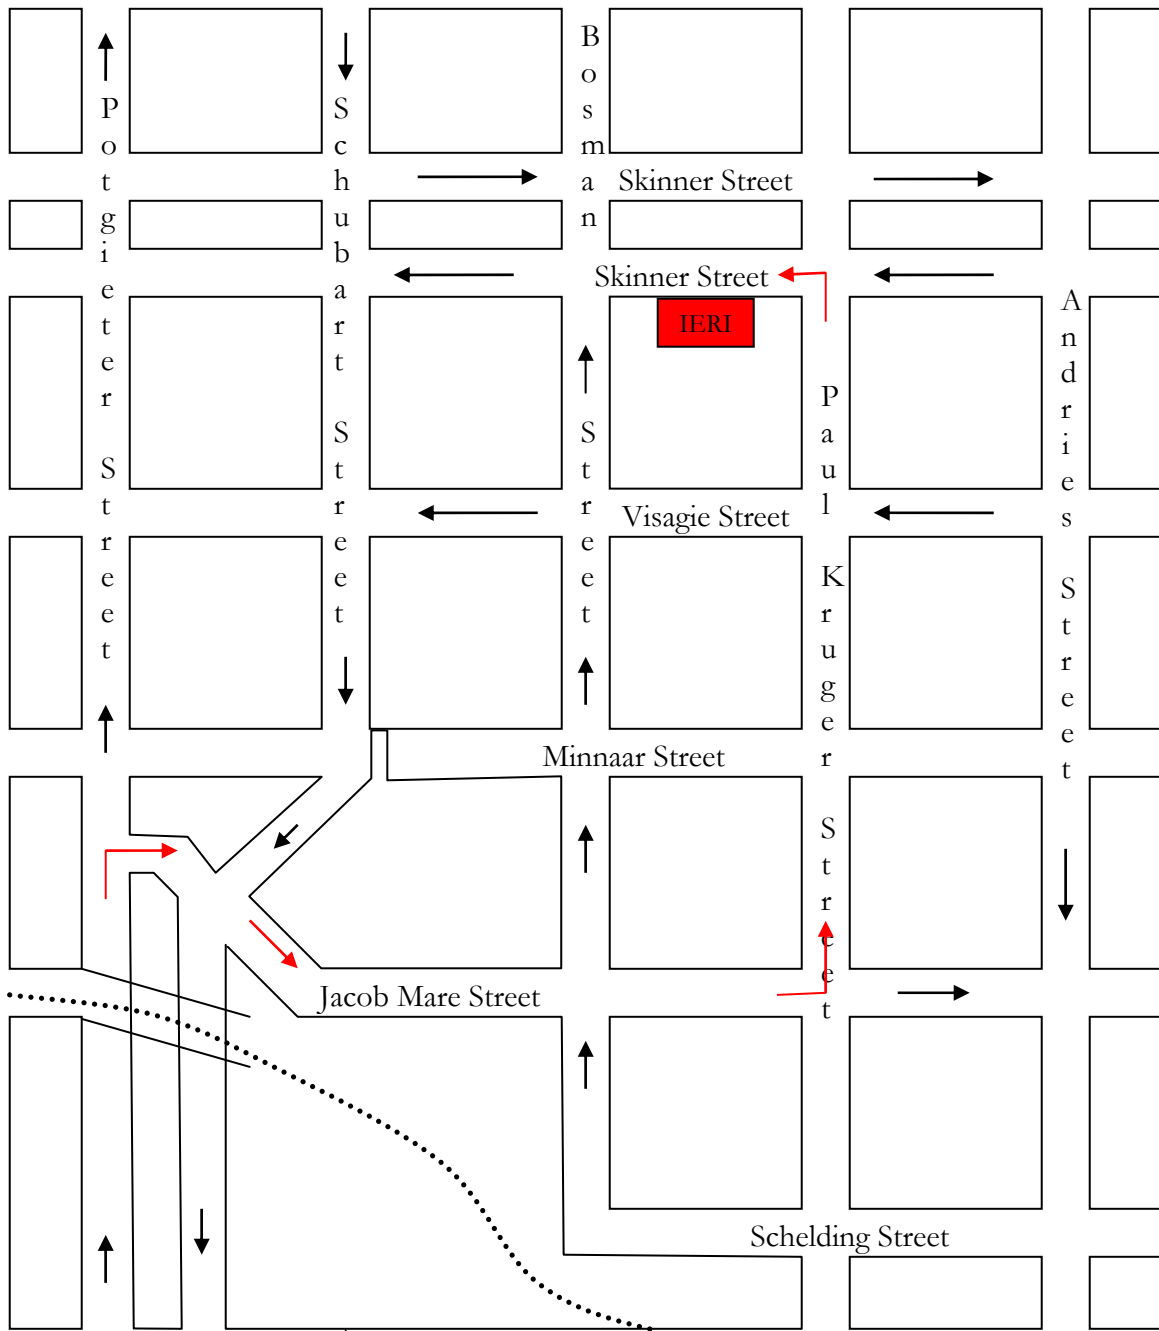 Potgieter Street
Schubart Street
Bosman Street
Skinner Street
Skinner Street
IERI
Paul Kruger Street
Andries Street
Visagie Street
Minnaar Street
Jacob Mare Street
Schelding Street